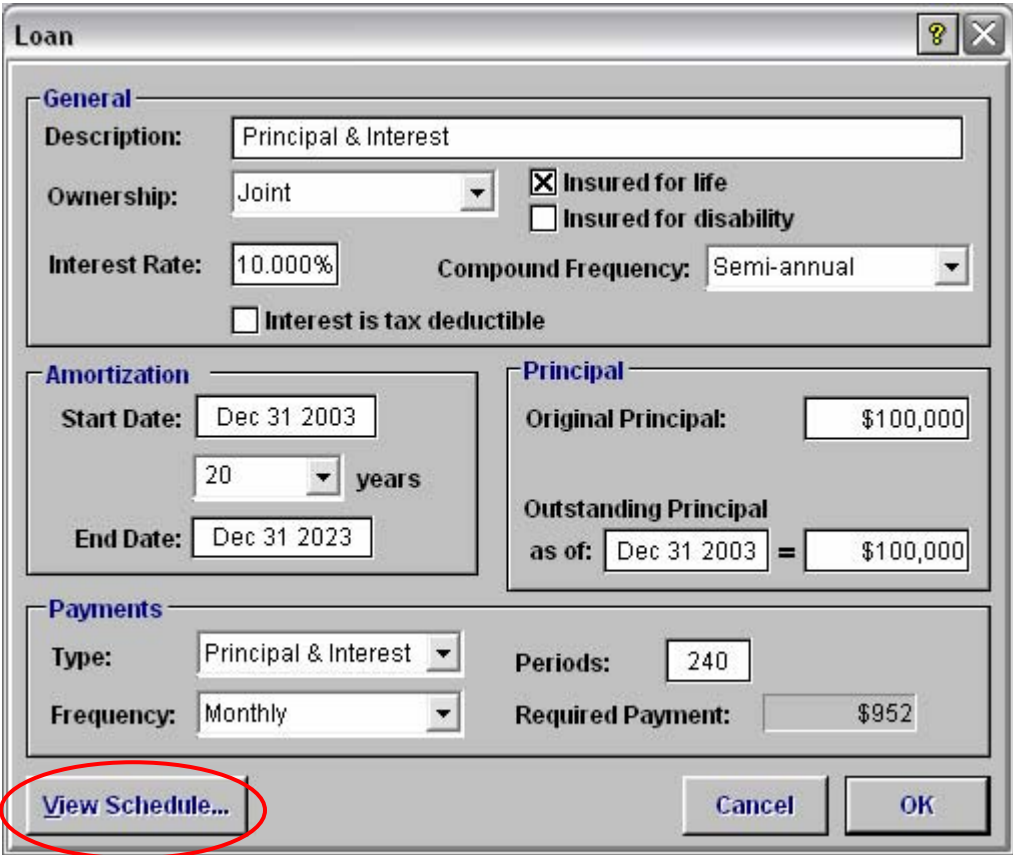 Loan
General
Description: Principal & Interest
Ownership: Joint
Insured for life
Insured for disability
Interest Rate: 10.000% Compound Frequency: Semi-annual
Interest is tax deductible
Amortization
Start Date: Dec 31 2003
20 years
End Date: Dec 31 2023
Principal
Original Principal: $100,000
Outstanding Principal
as of: Dec 31 2003 = $100,000
Payments
Type: Principal & Interest Periods: 240
Frequency: Monthly Required Payment: $952
View Schedule... Cancel OK